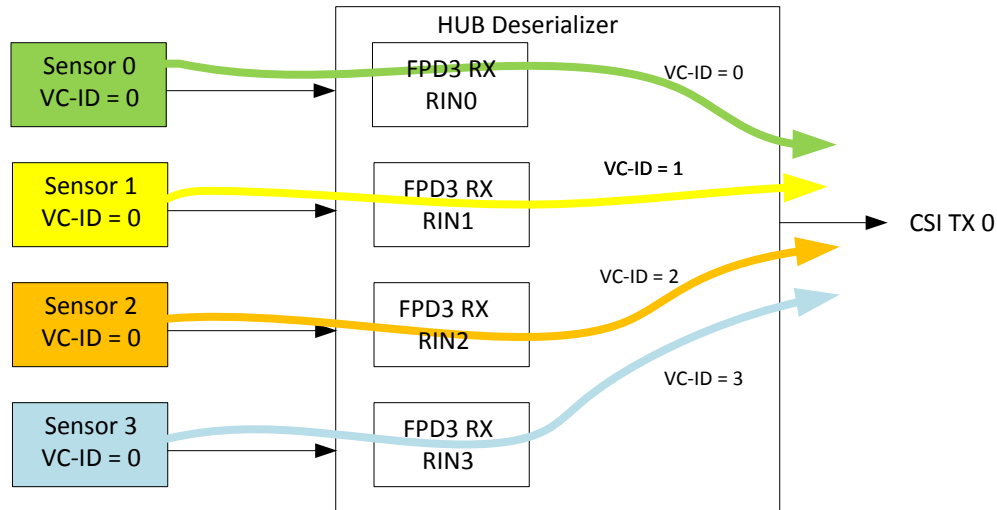 HUB Deserializer
Sensor 0
VC-ID = 0
FPD3 RX
RIN0
VC-ID = 0
Sensor 1
VC-ID = 0
FPD3 RX
RIN1
VC-ID = 1
CSI TX 0
Sensor 2
VC-ID = 0
FPD3 RX
RIN2
VC-ID = 2
Sensor 3
VC-ID = 0
FPD3 RX
RIN3
VC-ID = 3